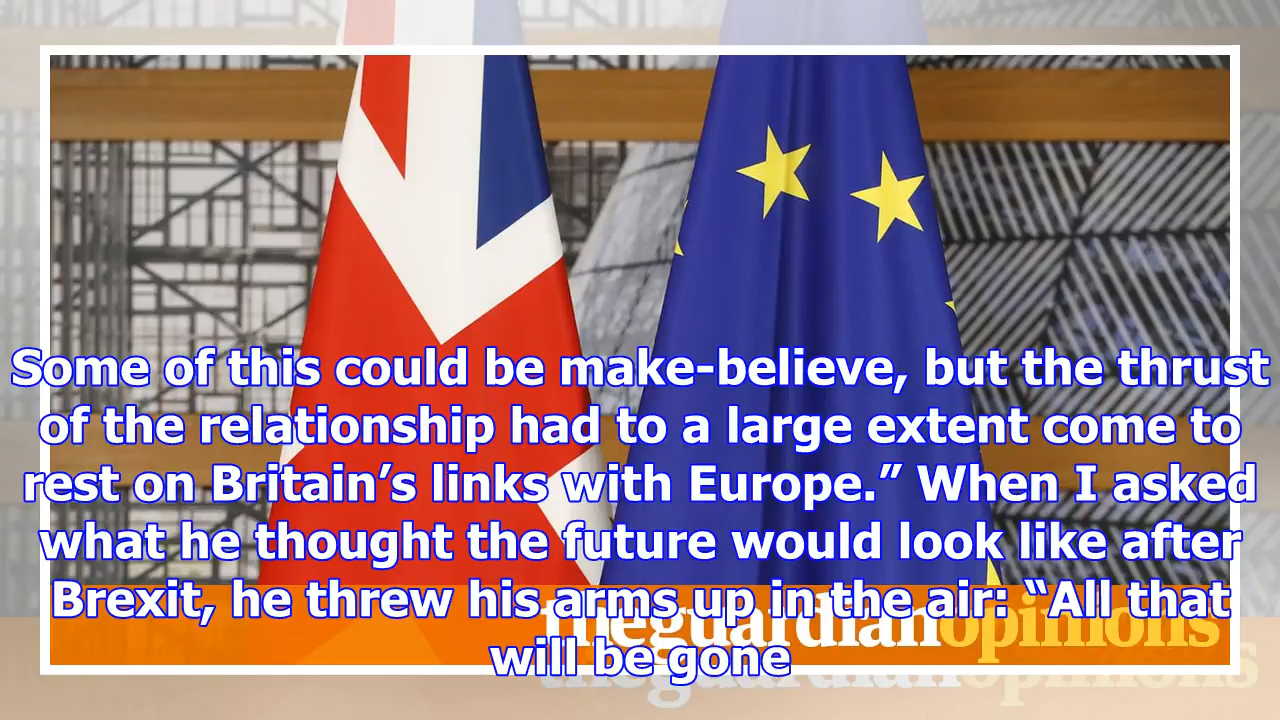 Some of this could be make-believe, but the thrust
of the relationship had to a large extent come to
rest on Britain’s links with Europe.” When I asked
what he thought the future would look like after
Brexit, he threw his arms up in the air: “All that
will be gone
theguardianopinions
theguardianopinions